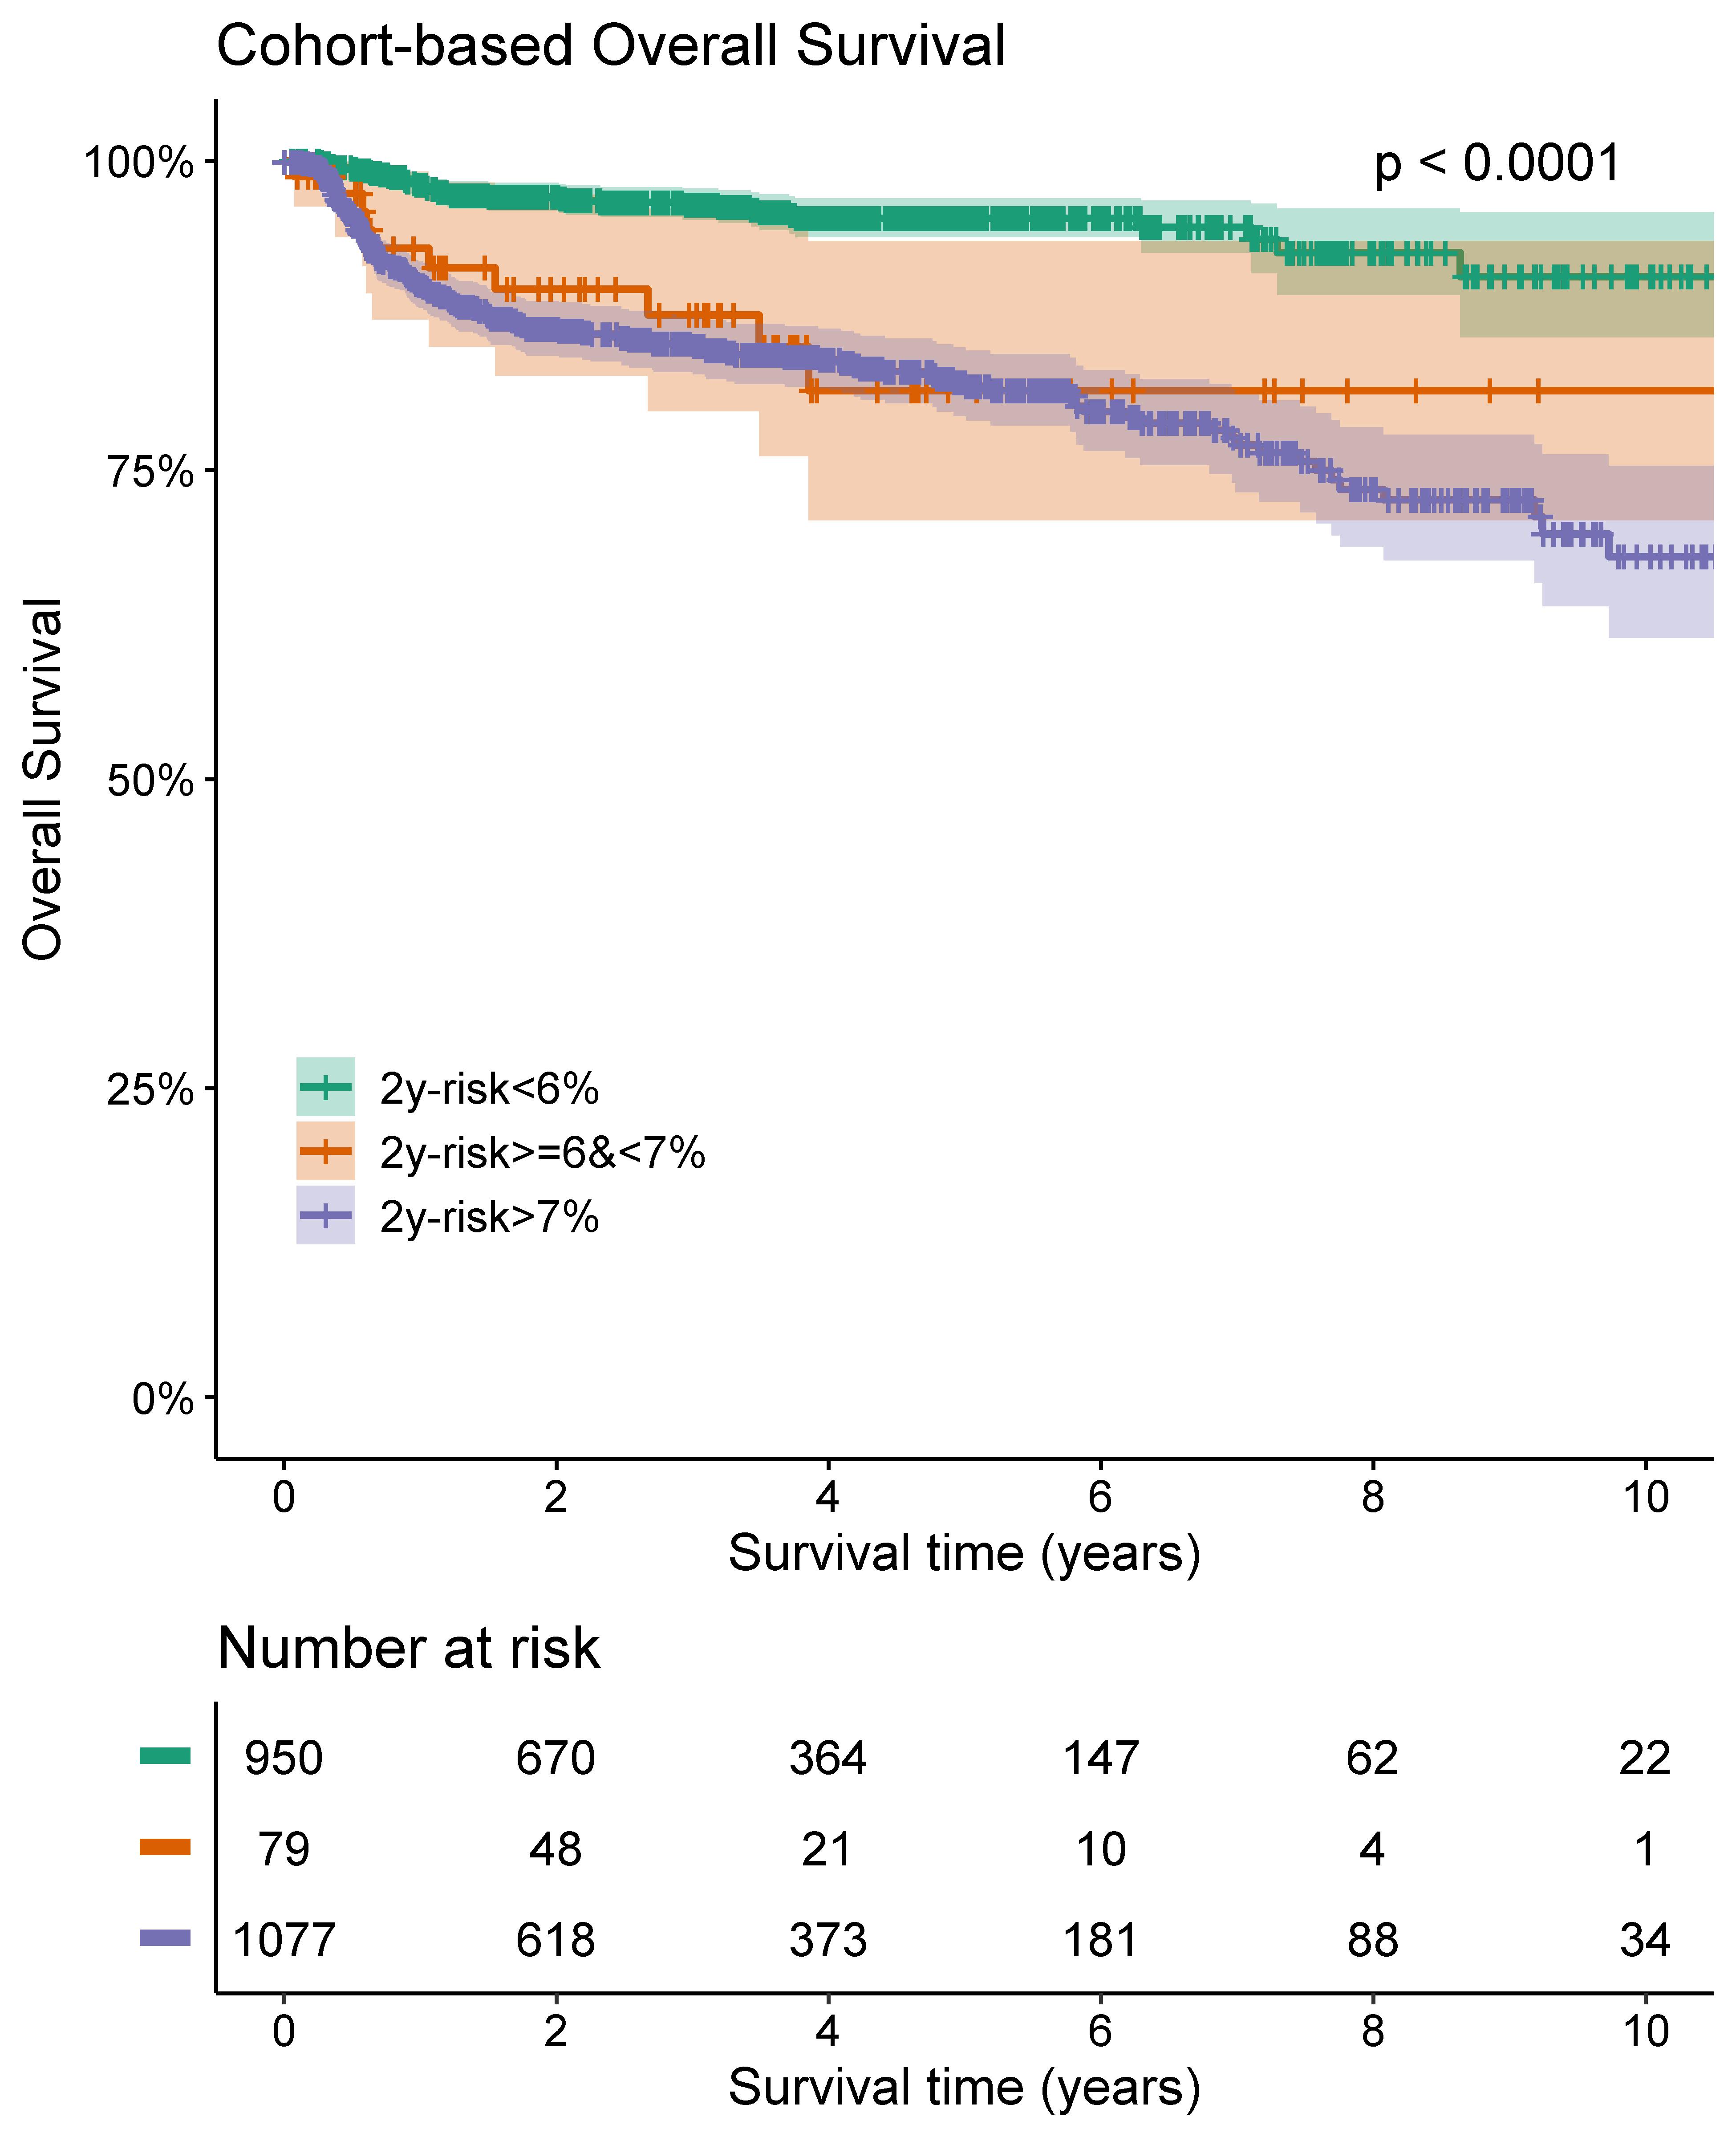 Cohort-based Overall Survival
p < 0.0001
100%
75%
50%
25%
0%
Overall Survival
2y-risk<6%
2y-risk>=6&<7%
2y-risk>7%
0 2 4 6 8 10
Survival time (years)
Number at risk
950 670 364 147 62 22
79 48 21 10 4 1
1077 618 373 181 88 34
0 2 4 6 8 10
Survival time (years)